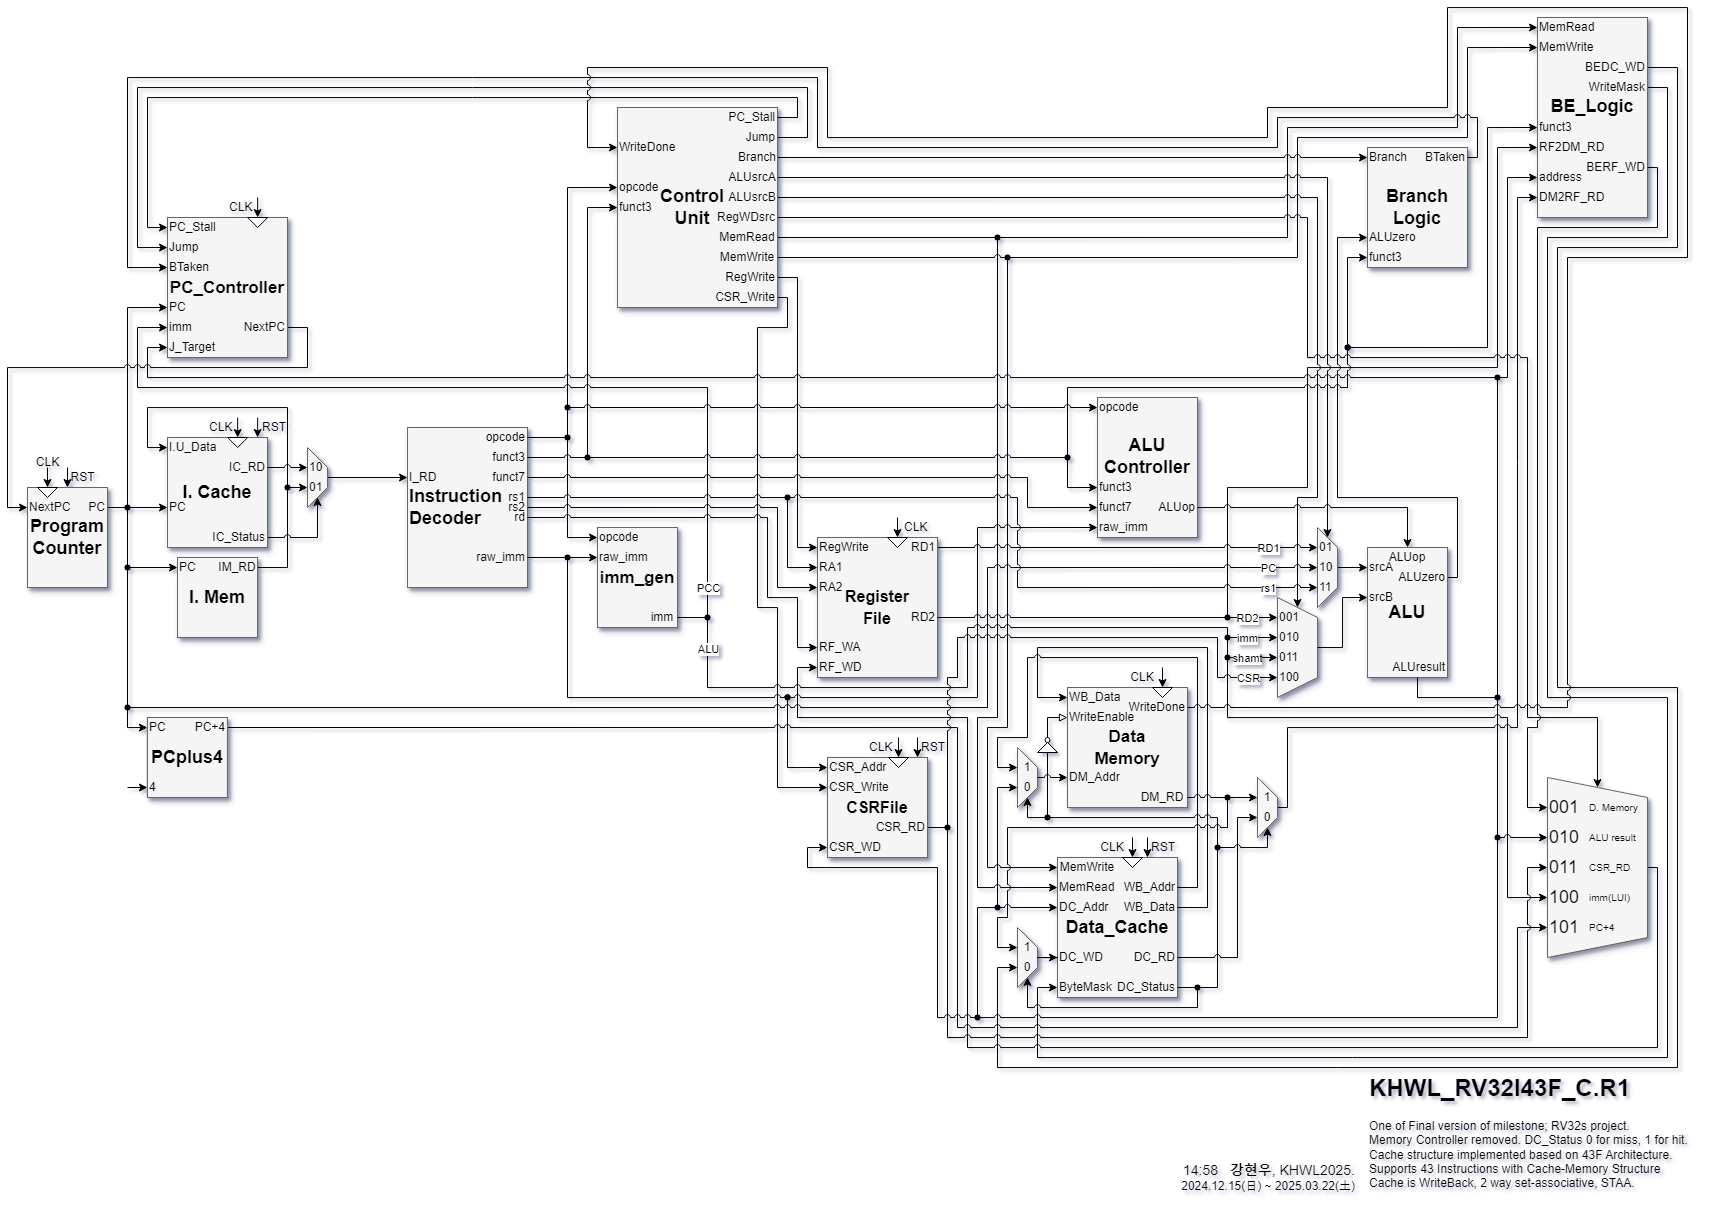 MemRead
MemWrite
BEDC_WD
WriteMask
BE_Logic
funct3
RF2DM_RD
BERF_WD
address
DM2RF_RD
PC_Stall
Jump
WriteDone
Branch
ALUsrcA
opcode
Control
Unit
ALUsrcB
funct3
RegWDsrc
MemRead
MemWrite
RegWrite
CSR_Write
Branch BTaken
Branch
Logic
ALUzero
funct3
CLK
PC_Stall
Jump
BTaken
PC_Controller
PC
imm NextPC
J_Target
CLK RST
I.U_Data
IC_RD
I. Cache
PC
IC_Status
10
01
CLK
RST
NextPC PC
Program
Counter
PC IM_RD
I. Mem
PC PC+4
PCplus4
4
opcode
funct3
I_RD funct7
Instruction
Decoder
rs1
rs2
rd
raw_imm
opcode
raw_imm
imm_gen
imm
PCC
ALU
CLK
RegWrite RD1
RA1
RA2
Register
File
RD2
RF_WA
RF_WD
opcode
ALU
Controller
funct3
funct7 ALUop
raw_imm
RD1 01
PC 10
rs1 11
RD2 001
imm 010
shamt 011
CSR 100
ALUop
srcA
ALUzero
srcB
ALU
ALUresult
CLK
WB_Data
WriteDone
WriteEnable
Data
Memory
DM_Addr
DM_RD
1
0
1
0
CLK RST
CSR_Addr
CSR_Write
CSRFile
CSR_RD
CSR_WD
CLK RST
MemWrite
MemRead WB_Addr
DC_Addr WB_Data
Data_Cache
DC_WD DC_RD
ByteMask DC_Status
1
0
001 D. Memory
010 ALU result
011 CSR_RD
100 imm(LUI)
101 PC+4
KHWL_RV32I43F_C.R1
One of Final version of milestone; RV32s project.
Memory Controller removed. DC_Status 0 for miss, 1 for hit.
Cache structure implemented based on 43F Architecture.
Supports 43 Instructions with Cache-Memory Structure
Cache is WriteBack, 2 way set-associative, STAA.
14:58 강현우, KHWL2025.
2024.12.15(日) ~ 2025.03.22(土)